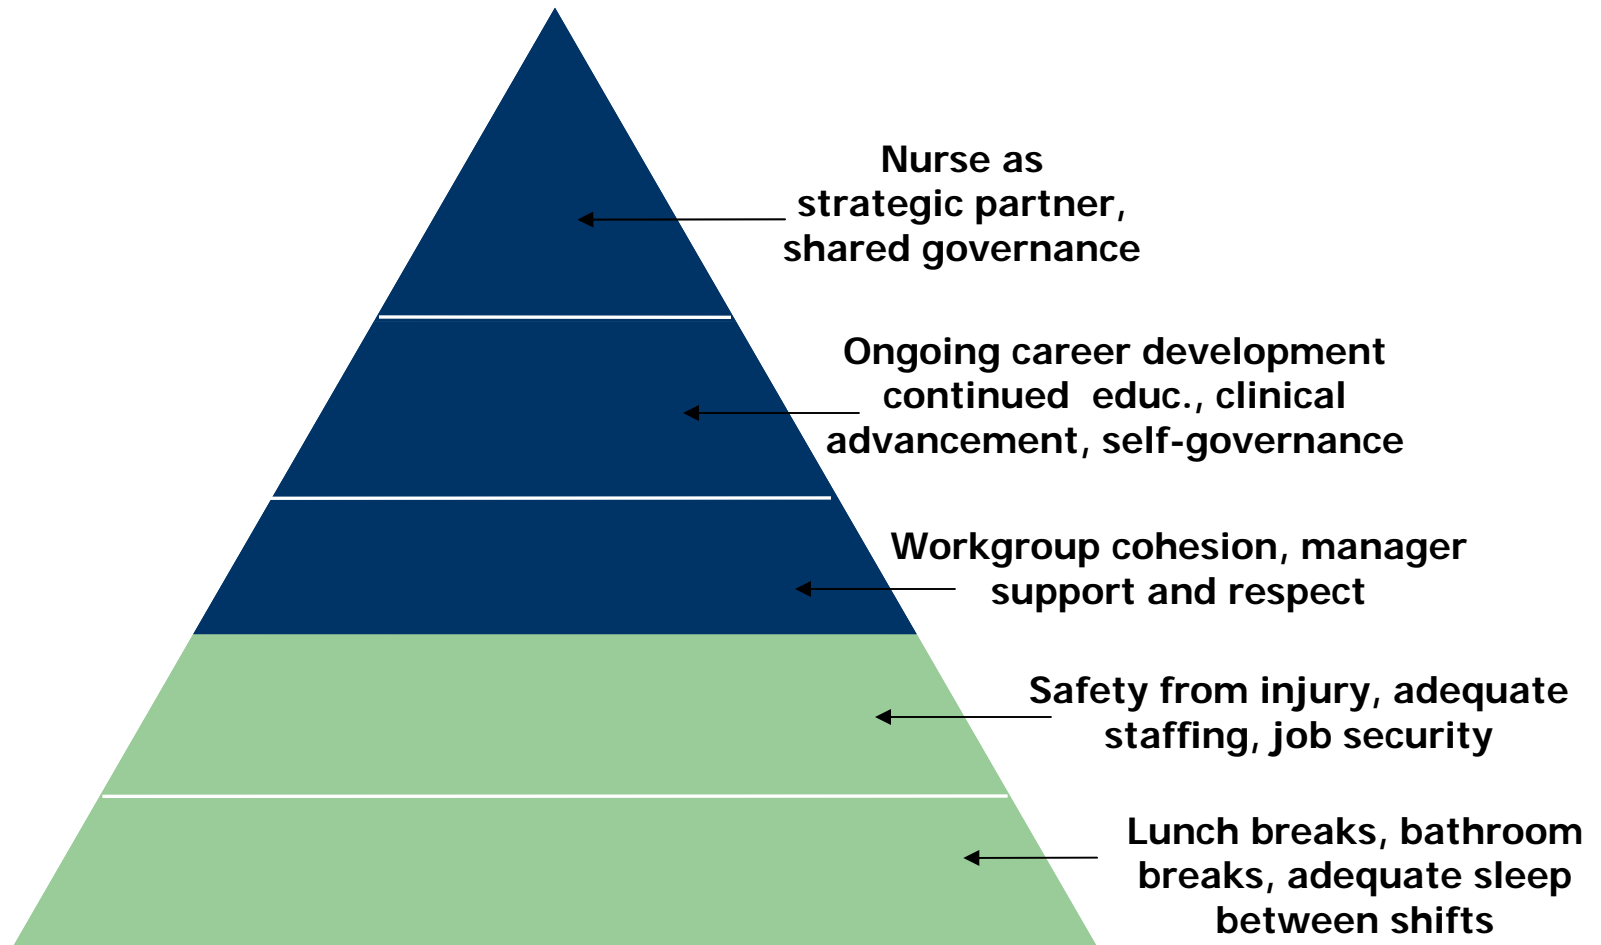 Nurse as
strategic partner,
shared governance
Ongoing career development
continued  educ., clinical
advancement, self-governance
Workgroup cohesion, manager
support and respect
Safety from injury, adequate
staffing, job security
Lunch breaks, bathroom
breaks, adequate sleep
between shifts